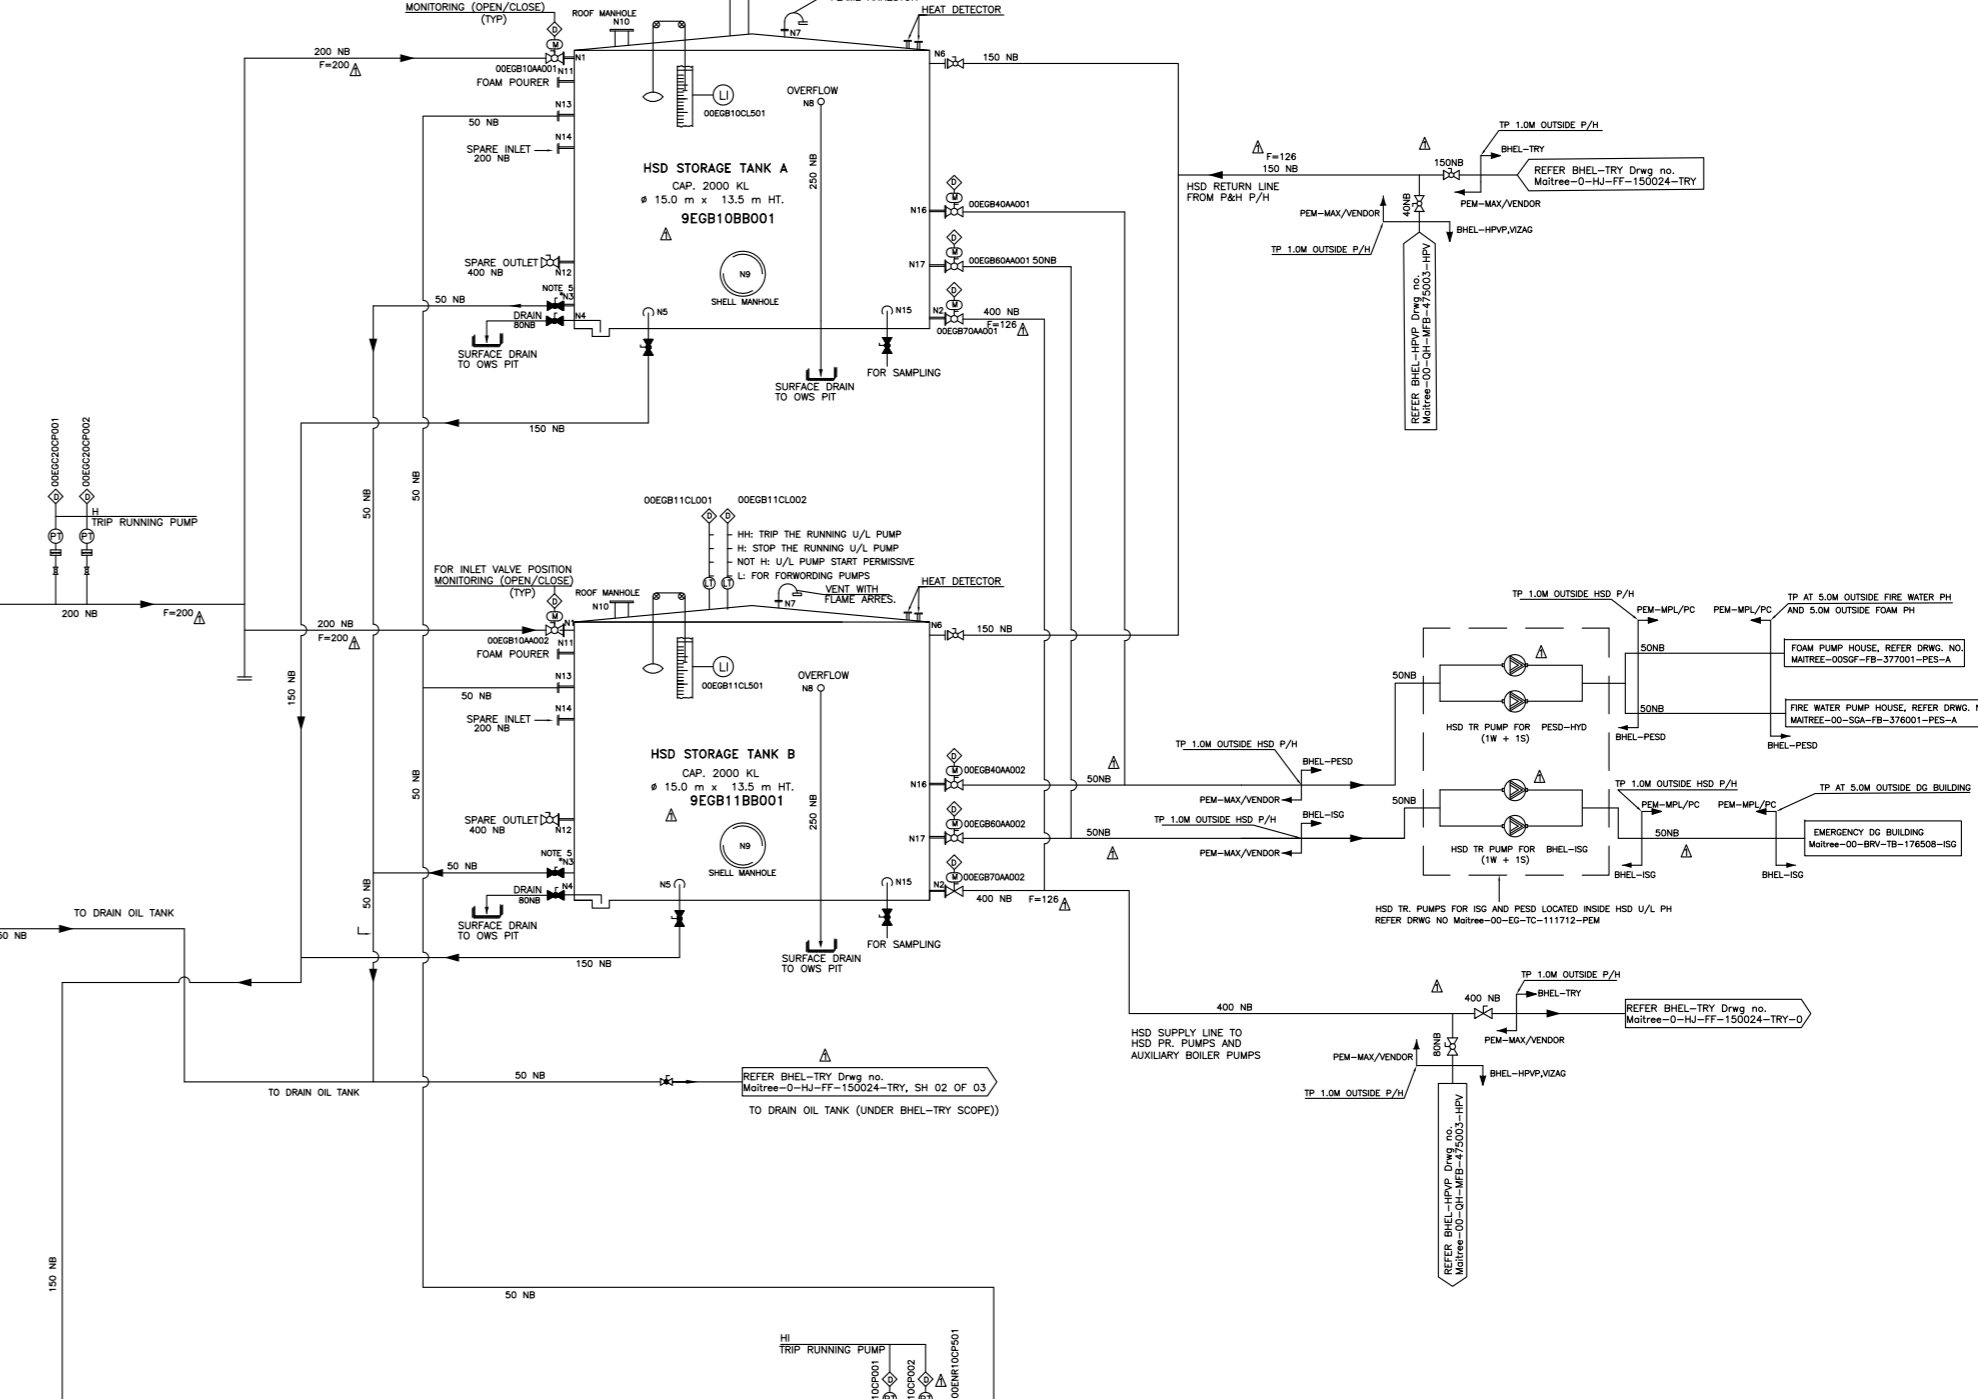 MONITORING (OPEN/CLOSE)
(TYP)
ROOF MANHOLE
N10
N7
HEAT DETECTOR
200 NB
F=200
00EGB10AA001
N1
N11
FOAM POURER
N13
50 NB
N14
SPARE INLET
200 NB
LI
00EGB10CL501
OVERFLOW
N8
250 NB
N6
150 NB
HSD STORAGE TANK A
CAP. 2000 KL
ø 15.0 m x 13.5 m HT.
9EGB10BB001
N9
SHELL MANHOLE
SPARE OUTLET
400 NB
N12
NOTE 5
*N3
50 NB
DRAIN
80NB
N4
SURFACE DRAIN
TO OWS PIT
N5
N15
FOR SAMPLING
SURFACE DRAIN
TO OWS PIT
150 NB
D
M
N16
00EGB40AA001
D
M
N17
00EGB60AA001 50NB
D
M
N2
400 NB
F=126
00EGB70AA001
F=126
150 NB
HSD RETURN LINE
FROM P&H P/H
TP 1.0M OUTSIDE P/H
BHEL-TRY
150NB
REFER BHEL-TRY Drwg no.
Maitree-0-HJ-FF-150024-TRY
PEM-MAX/VENDOR
40NB
PEM-MAX/VENDOR
BHEL-HPVP,VIZAG
TP 1.0M OUTSIDE P/H
REFER BHEL-HPVP Drwg no.
Maitree-00-QH-MFB-475003-HPV
00EGC20CP001
00EGC20CP002
D
D
H
TRIP RUNNING PUMP
PT
PT
200 NB
F=200
50 NB
50 NB
150 NB
50 NB
50 NB
00EGB11CL001
00EGB11CL002
D
D
HH: TRIP THE RUNNING U/L PUMP
H: STOP THE RUNNING U/L PUMP
NOT H: U/L PUMP START PERMISSIVE
L: FOR FORWORDING PUMPS
LT
LT
VENT WITH
FLAME ARRES.
N7
HEAT DETECTOR
FOR INLET VALVE POSITION
MONITORING (OPEN/CLOSE)
(TYP)
ROOF MANHOLE
N10
D
M
200 NB
F=200
00EGB10AA002
N1
N11
FOAM POURER
N13
50 NB
N14
SPARE INLET
200 NB
LI
00EGB11CL501
OVERFLOW
N8
250 NB
N6
150 NB
HSD STORAGE TANK B
CAP. 2000 KL
ø 15.0 m x 13.5 m HT.
9EGB11BB001
N9
SHELL MANHOLE
SPARE OUTLET
400 NB
N12
NOTE 5
*N3
50 NB
DRAIN
80NB
N4
SURFACE DRAIN
TO OWS PIT
N5
N15
FOR SAMPLING
SURFACE DRAIN
TO OWS PIT
150 NB
D
M
N16
00EGB40AA002
50NB
D
M
N17
00EGB60AA002
50NB
D
M
N2
00EGB70AA002
400 NB
F=126
TP 1.0M OUTSIDE HSD P/H
BHEL-PESD
PEM-MAX/VENDOR
TP 1.0M OUTSIDE HSD P/H
BHEL-ISG
PEM-MAX/VENDOR
50NB
50NB
HSD TR PUMP FOR PESD-HYD
(1W + 1S)
HSD TR PUMP FOR BHEL-ISG
(1W + 1S)
TP 1.0M OUTSIDE HSD P/H
PEM-MPL/PC
PEM-MPL/PC
TP AT 5.0M OUTSIDE FIRE WATER PH
AND 5.0M OUTSIDE FOAM PH
50NB
FOAM PUMP HOUSE, REFER DRWG. NO.
MAITREE-00SGF-FB-377001-PES-A
50NB
FIRE WATER PUMP HOUSE, REFER DRWG.
MAITREE-00-SGA-FB-376001-PES-A
BHEL-PESD
BHEL-PESD
TP 1.0M OUTSIDE HSD P/H
PEM-MPL/PC
PEM-MPL/PC
TP AT 5.0M OUTSIDE DG BUILDING
50NB
EMERGENCY DG BUILDING
Maitree-00-BRV-TB-176508-ISG
BHEL-ISG
BHEL-ISG
HSD TR. PUMPS FOR ISG AND PESD LOCATED INSIDE HSD U/L PH
REFER DRWG NO Maitree-00-EG-TC-111712-PEM
TO DRAIN OIL TANK
50 NB
TO DRAIN OIL TANK
50 NB
REFER BHEL-TRY Drwg no.
Maitree-0-HJ-FF-150024-TRY, SH 02 OF 03
TO DRAIN OIL TANK (UNDER BHEL-TRY SCOPE))
400 NB
HSD SUPPLY LINE TO
HSD PR. PUMPS AND
AUXILIARY BOILER PUMPS
TP 1.0M OUTSIDE P/H
400 NB
BHEL-TRY
REFER BHEL-TRY Drwg no.
Maitree-0-HJ-FF-150024-TRY-0
PEM-MAX/VENDOR
80NB
PEM-MAX/VENDOR
BHEL-HPVP,VIZAG
TP 1.0M OUTSIDE P/H
REFER BHEL-HPVP Drwg no.
Maitree-00-QH-MFB-475003-HPV
150 NB
50 NB
HI
TRIP RUNNING PUMP
10CP001
10CP002
00ENR10CP501
D
D